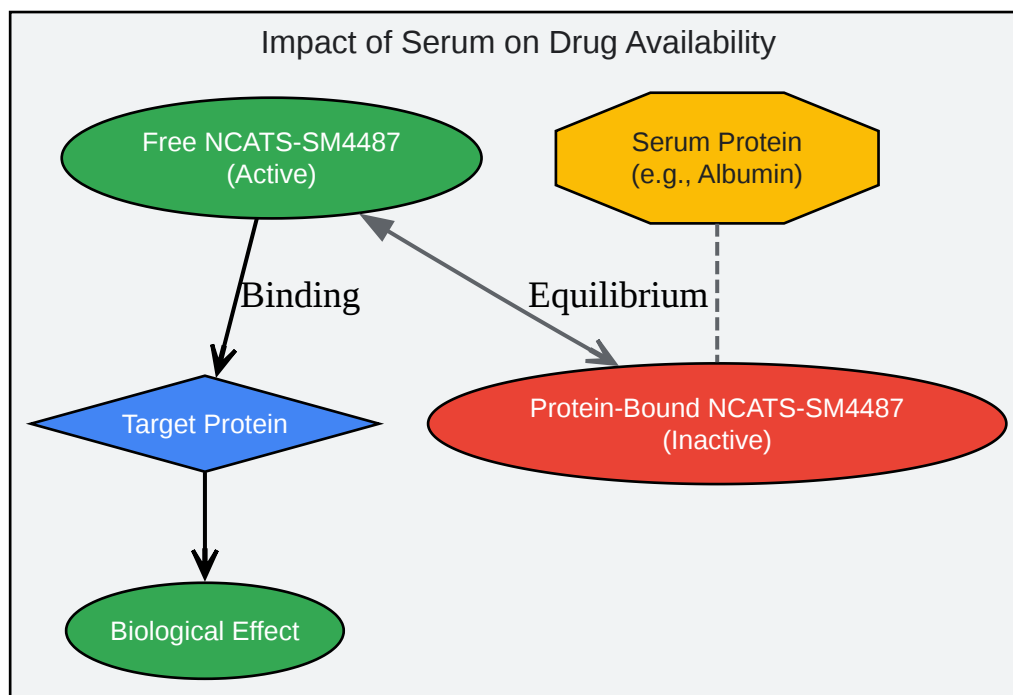 Impact of Serum on Drug Availability
Free NCATS-SM4487
(Active)
Serum Protein
(e.g., Albumin)
Binding
Equilibrium
Target Protein
Protein-Bound NCATS-SM4487
(Inactive)
Biological Effect